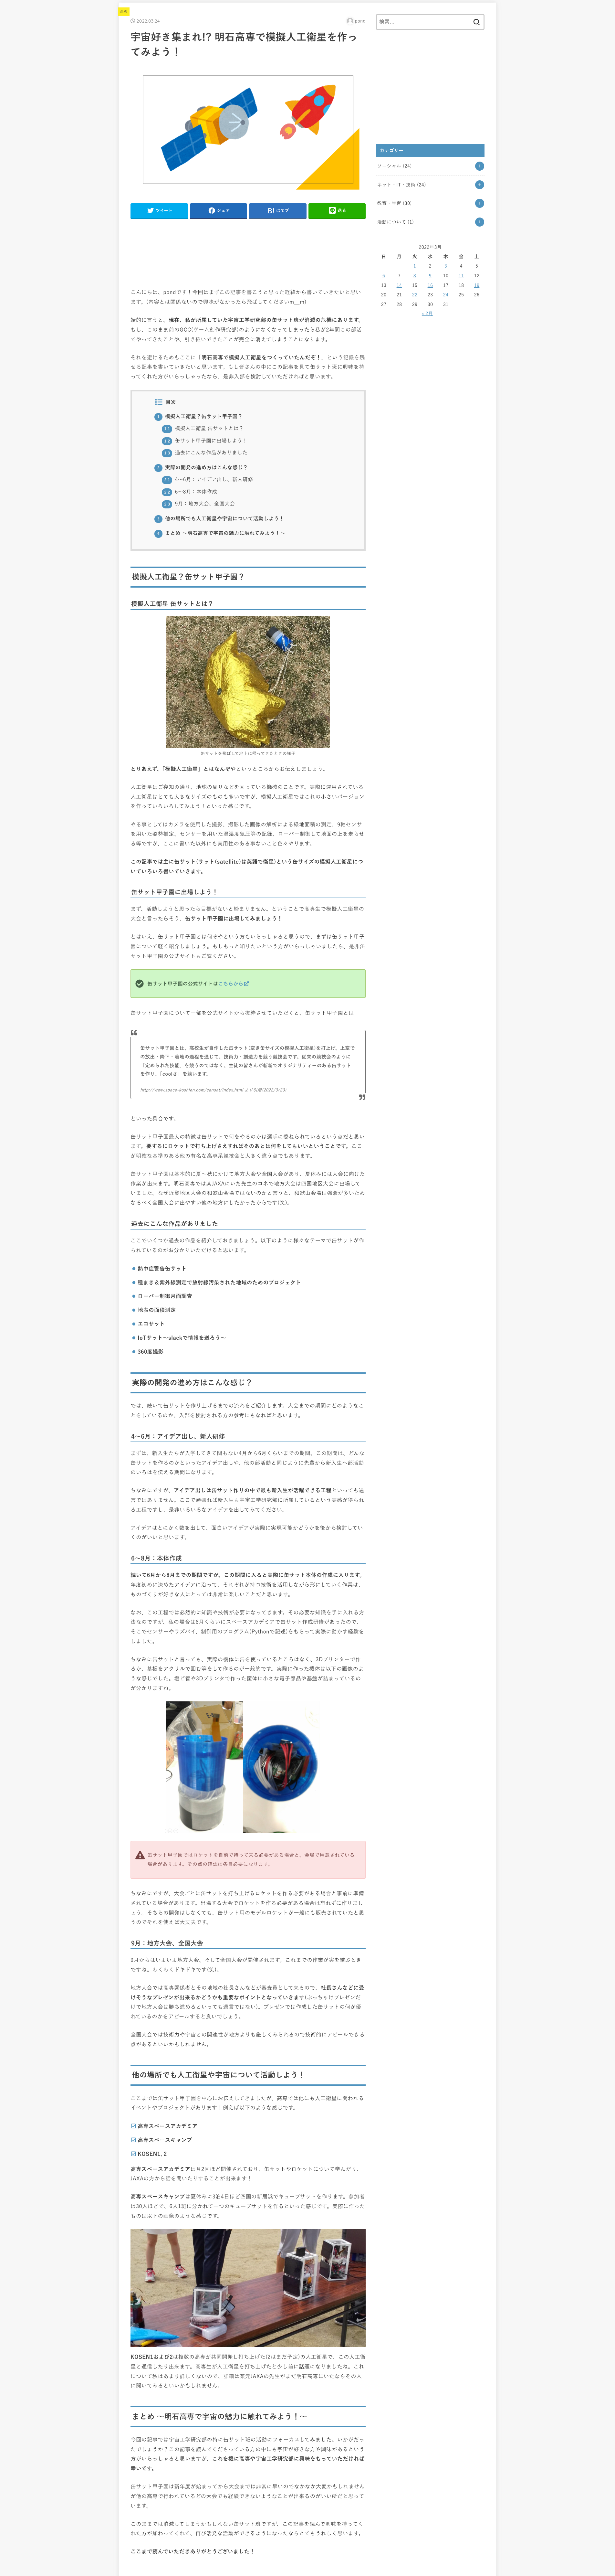 2022.03.24
pond
宇宙好き集まれ!? 明石高専で模擬人工衛星を作っ
てみよう！
ツイート
シェア
はてブ
送る
こんにちは、pondです！今回はまずこの記事を書こうと思った経緯から書いていきたいと思いま
す。(内容とは関係ないので興味がなかったら飛ばしてくださいm__m)
端的に言うと、現在、私が所属していた宇宙工学研究部の缶サット班が消滅の危機にあります。も
し、このまま前のGCC(ゲーム創作研究部)のように消滅してしまったら私が2年間この部活で
やってきたこと、引き継いできたことが完全に消えてしまうことになります。
それを避けるためもここに「明石高専で模擬人工衛星をつくっていたんだぞ！」という記録を残
せる記事を書いていきたいと思います。もし皆さんの中にこの記事を見て缶サット班に興味を持
ってくれた方がいらっしゃったなら、是非入部を検討していただければと思います。
目次
1 模擬人工衛星？缶サット甲子園？
1.1 模擬人工衛星 缶サットとは？
1.2 缶サット甲子園に出場しよう！
1.3 過去にこんな作品がありました
2 実際の開発の進め方はこんな感じ？
2.1 4〜6月：アイデア出し、新人研修
2.2 6〜8月：本体作成
2.3 9月：地方大会、全国大会
3 他の場所でも人工衛星や宇宙について活動しよう！
4 まとめ 〜明石高専で宇宙の魅力に触れてみよう！〜
模擬人工衛星？缶サット甲子園？
模擬人工衛星 缶サットとは？
缶サットを飛ばして地上に帰ってきたときの様子
とりあえず、「模擬人工衛星」とはなんぞやというところからお伝えしましょう。
人工衛星はご存知の通り、地球の周りなどを回っている機械のことです。実際に運用されている
人工衛星はとても大きなサイズのものも多いですが、模擬人工衛星ではこれの小さいバージョン
を作っていろいろしてみよう！といった感じです。
やる事としてはカメラを使用した撮影、撮影した画像の解析による緑地面積の測定、9軸センサ
を用いた姿勢推定、センサーを用いた温湿度気圧等の記録、ローバー制御して地面の上を走らせ
る等ですが、ここに書いた以外にも実用性のある事ないこと色々やります。
この記事では主に缶サット(サット(satellite)は英語で衛星)という缶サイズの模擬人工衛星につ
いていろいろ書いていきます。
缶サット甲子園に出場しよう！
まず、活動しようと思ったら目標がないと締まりません。ということで高専生で模擬人工衛星の
大会と言ったらそう、缶サット甲子園に出場してみましょう！
とはいえ、缶サット甲子園とは何ぞやという方もいらっしゃると思うので、まずは缶サット甲子
園について軽く紹介しましょう。もしもっと知りたいという方がいらっしゃいましたら、是非缶
サット甲子園の公式サイトもご覧ください。
缶サット甲子園の公式サイトはこちらから
缶サット甲子園について一部を公式サイトから抜粋させていただくと、缶サット甲子園とは
缶サット甲子園とは、高校生が自作した缶サット(空き缶サイズの模擬人工衛星)を打上げ、上空で
の放出・降下・着地の過程を通じて、技術力・創造力を競う競技会です。従来の競技会のように
「定められた技能」を競うのではなく、生徒の皆さんが斬新でオリジナリティーのある缶サット
を作り、「coolさ」を競います。
http://www.space-koshien.com/cansat/index.html より引用(2022/3/23)
といった具合です。
缶サット甲子園最大の特徴は缶サットで何をやるのかは選手に委ねられているという点だと思い
ます。要するにロケットで打ち上げさえすればそのあとは何をしてもいいということです。ここ
が明確な基準のある他の有名な高専系競技会と大きく違う点でもあります。
缶サット甲子園は基本的に夏〜秋にかけて地方大会や全国大会があり、夏休みには大会に向けた
作業が出来ます。明石高専では某JAXAにいた先生のコネで地方大会は四国地区大会に出場して
いました。なぜ近畿地区大会の和歌山会場ではないのかと言うと、和歌山会場は強豪が多いため
なるべく全国大会に出やすい他の地方にしたかったからです(笑)。
過去にこんな作品がありました
ここでいくつか過去の作品を紹介しておきましょう。以下のように様々なテーマで缶サットが作
られているのがお分かりいただけると思います。
熱中症警告缶サット
種まき＆紫外線測定で放射線汚染された地域のためのプロジェクト
ローバー制御月面調査
地表の面積測定
エコサット
IoTサット〜slackで情報を送ろう〜
360度撮影
実際の開発の進め方はこんな感じ？
では、続いて缶サットを作り上げるまでの流れをご紹介します。大会までの期間にどのようなこ
とをしているのか、入部を検討される方の参考にもなればと思います。
4〜6月：アイデア出し、新人研修
まずは、新入生たちが入学してきて間もない4月から6月くらいまでの期間。この期間は、どんな
缶サットを作るのかといったアイデア出しや、他の部活動と同じように先輩から新入生へ部活動
のいろはを伝える期間になります。
ちなみにですが、アイデア出しは缶サット作りの中で最も新入生が活躍できる工程といっても過
言ではありません。ここで頑張れば新入生も宇宙工学研究部に所属しているという実感が得られ
る工程ですし、是非いろいろなアイデアを出してみてください。
アイデアはとにかく数を出して、面白いアイデアが実際に実現可能かどうかを後から検討してい
くのがいいと思います。
6〜8月：本体作成
続いて6月から8月までの期間ですが、この期間に入ると実際に缶サット本体の作成に入ります。
年度初めに決めたアイデアに沿って、それぞれが持つ技術を活用しながら形にしていく作業は、
ものづくりが好きな人にとっては非常に楽しいことだと思います。
なお、この工程では必然的に知識や技術が必要になってきます。その必要な知識を手に入れる方
法なのですが、私の場合は6月くらいにスペースアカデミアで缶サット作成研修があったので、
そこでセンサーやラズパイ、制御用のプログラム(Pythonで記述)をもらって実際に動かす経験を
しました。
ちなみに缶サットと言っても、実際の機体に缶を使っているところはなく、3Dプリンターで作
るか、基板をアクリルで囲む等をして作るのが一般的です。実際に作った機体は以下の画像のよ
うな感じでした。塩ビ管や3Dプリンタで作った筐体に小さな電子部品や基盤が詰まっているの
が分かりますね。
缶サット甲子園ではロケットを自前で持って来る必要がある場合と、会場で用意されている
場合があります。その点の確認は各自必要になります。
ちなみにですが、大会ごとに缶サットを打ち上げるロケットを作る必要がある場合と事前に準備
されている場合があります。出場する大会でロケットを作る必要がある場合は忘れずに作りまし
ょう。そちらの開発はしなくても、缶サット用のモデルロケットが一般にも販売されていたと思
うのでそれを使えば大丈夫です。
9月：地方大会、全国大会
9月からはいよいよ地方大会、そして全国大会が開催されます。これまでの作業が実を結ぶとき
ですね。わくわくドキドキです(笑)。
地方大会では高専関係者とその地域の社長さんなどが審査員として来るので、社長さんなどに受
けそうなプレゼンが出来るかどうかも重要なポイントとなっていきます(ぶっちゃけプレゼンだ
けで地方大会は勝ち進めるといっても過言ではない)。プレゼンでは作成した缶サットの何が優
れているのかをアピールすると良いでしょう。
全国大会では技術力や宇宙との関連性が地方よりも厳しくみられるので技術的にアピールできる
点があるといいかもしれません。
他の場所でも人工衛星や宇宙について活動しよう！
ここまでは缶サット甲子園を中心にお伝えしてきましたが、高専では他にも人工衛星に関われる
イベントやプロジェクトがあります！例えば以下のような感じです。
高専スペースアカデミア
高専スペースキャンプ
KOSEN1, 2
高専スペースアカデミアは月2回ほど開催されており、缶サットやロケットについて学んだり、
JAXAの方から話を聞いたりすることが出来ます！
高専スペースキャンプは夏休みに3泊4日ほど四国の新居浜でキューブサットを作ります。参加者
は30人ほどで、6人1班に分かれて一つのキューブサットを作るといった感じです。実際に作った
ものは以下の画像のような感じです。
KOSEN1および2は複数の高専が共同開発し打ち上げた(2はまだ予定)の人工衛星で、この人工衛
星と通信したり出来ます。高専生が人工衛星を打ち上げたと少し前に話題になりましたね。これ
については私はあまり詳しくないので、詳細は某元JAXAの先生がまだ明石高専にいたならいろいろ
聞いてみるといいかもしれません。
まとめ 〜明石高専で宇宙の魅力に触れてみよう！〜
今回の記事では宇宙工学研究部の特に缶サット班の活動にフォーカスしてみました。いかがだっ
たでしょうか？この記事を読んでくださっている方の中にも宇宙が好きな方や興味があるという
方がいらっしゃると思いますが、これを機に高専や宇宙工学研究部に興味をもっていただければ
幸いです。
缶サット甲子園は新年度が始まってから大会までは非常に早いのでなかなか大変かもしれません
が他の高専で行われているどの大会でも経験できないようなことが出来るのがいい所だと思って
います。
このままでは消滅してしまうかもしれない缶サット班ですが、この記事を読んで興味を持ってく
れた方が加わってくれて、再び活発な活動ができるようになったならとてもうれしく思います。
ここまで読んでいただきありがとうございました！
検索…
カテゴリー
ソーシャル (24)
ネット・IT・技術 (24)
教育・学習 (30)
活動について (1)
2022年3月
日 月 火 水 木 金 土
1 2 3 4 5
6 7 8 9 10 11 12
13 14 15 16 17 18 19
20 21 22 23 24 25 26
27 28 29 30 31
« 2月